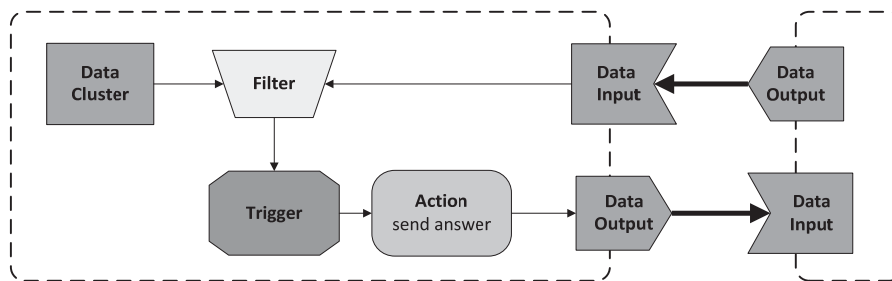 Data
Cluster
Filter
Data
Input
Data
Output
Trigger
Action
send answer
Data
Output
Data
Input